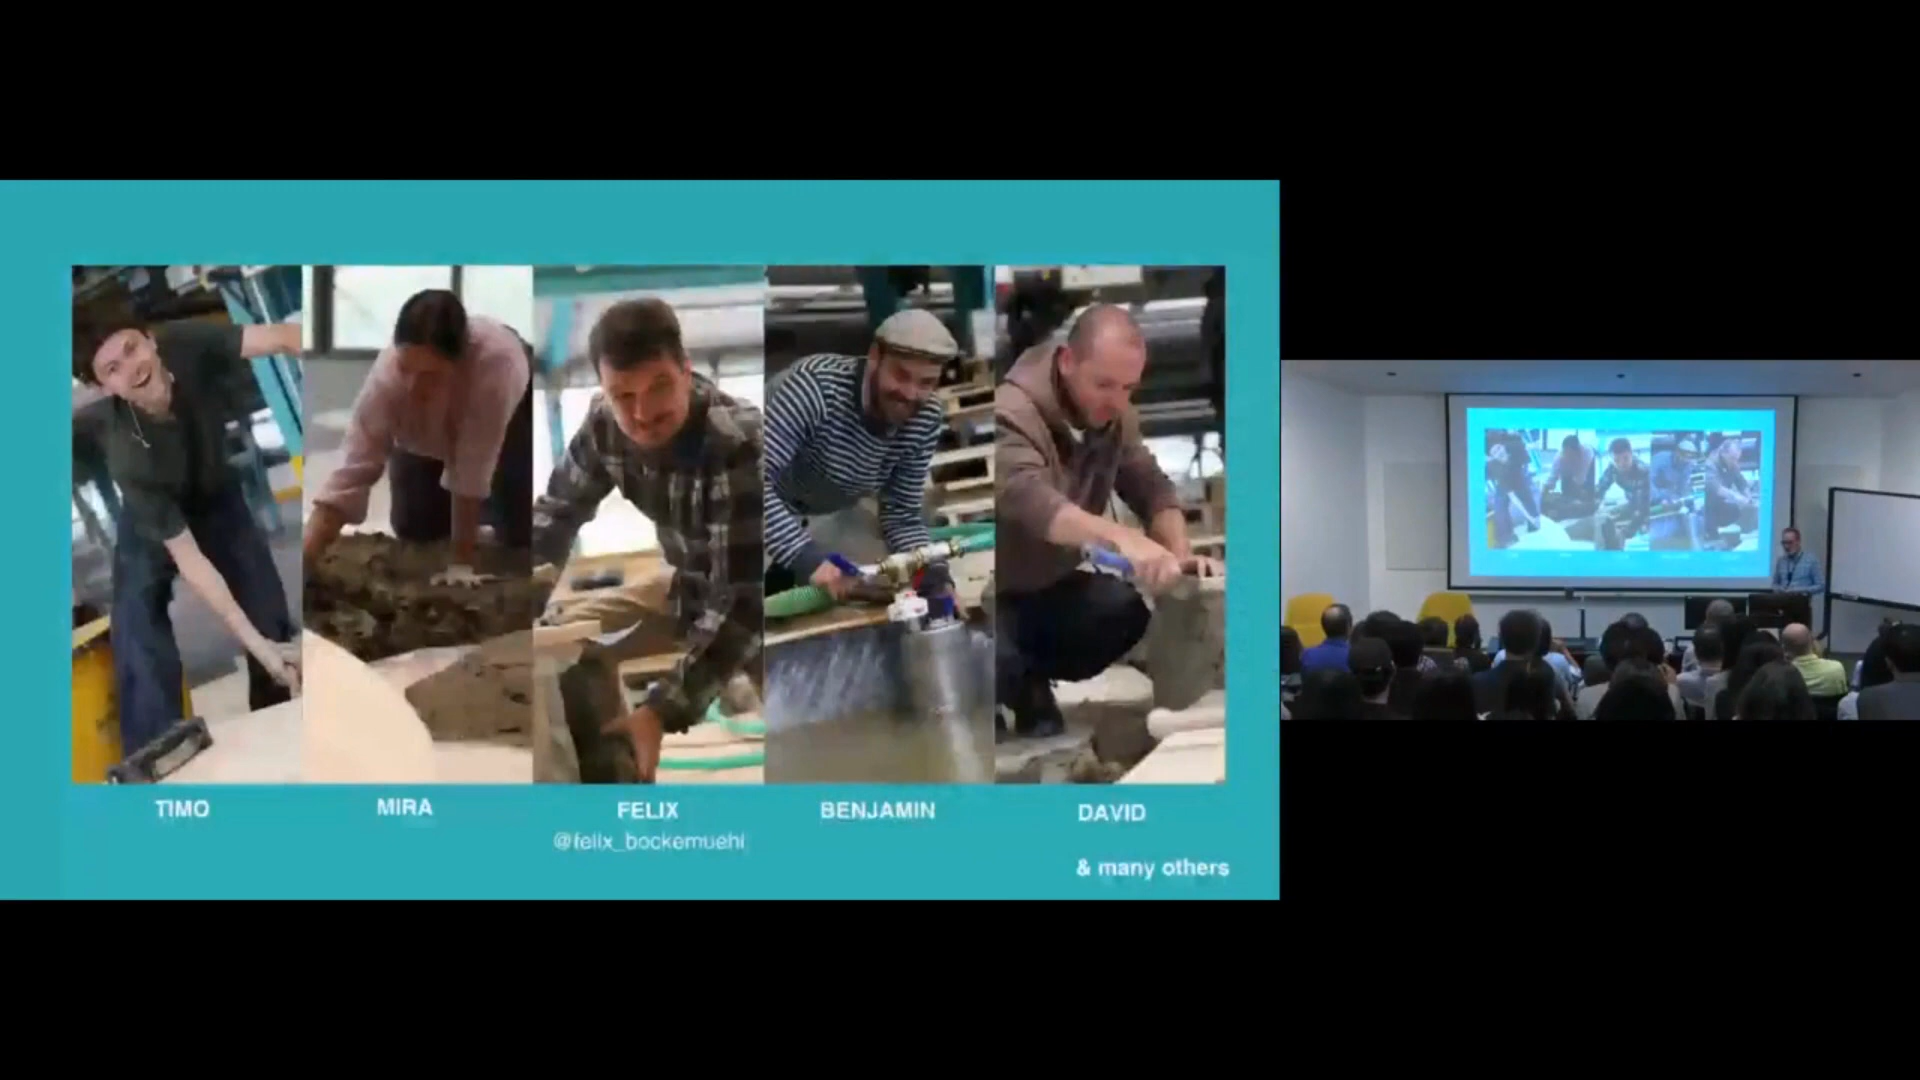 TIMO
MIRA
FELIX
BENJAMIN
DAVID
@felix_bockemuehl
& many others